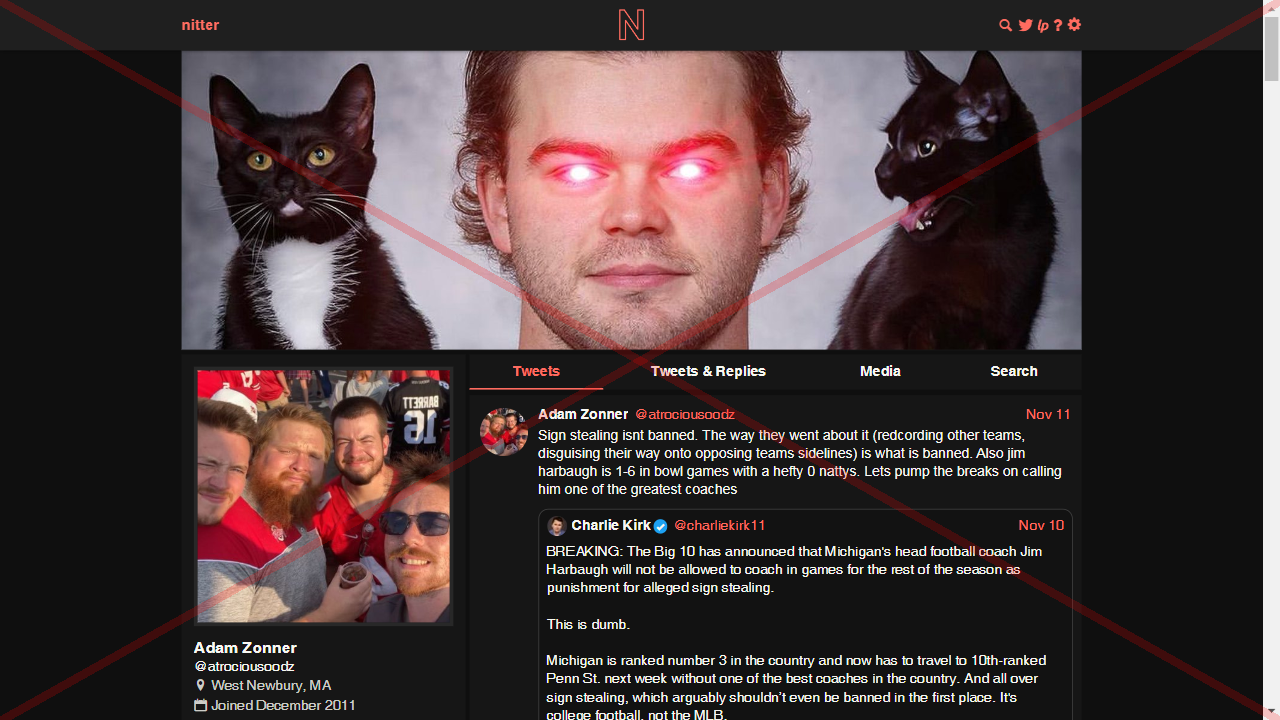 nitter
N
lp ?
Tweets
Tweets & Replies
Media
Search
BARRETT
16
Adam Zonner
@atrociousoodz
West Newbury, MA
Joined December 2011
Adam Zonner @atrociousoodz Nov 11
Sign stealing isnt banned. The way they went about it (redcording other teams,
disguising their way onto opposing teams sidelines) is what is banned. Also jim
harbaugh is 1-6 in bowl games with a hefty 0 nattys. Lets pump the breaks on calling
him one of the greatest coaches
Charlie Kirk @charliekirk11 Nov 10
BREAKING: The Big 10 has announced that Michigan's head football coach Jim
Harbaugh will not be allowed to coach in games for the rest of the season as
punishment for alleged sign stealing.
This is dumb.
Michigan is ranked number 3 in the country and now has to travel to 10th-ranked
Penn St. next week without one of the best coaches in the country. And all over
sign stealing, which arguably shouldn't even be banned in the first place. It's
college football, not the MLB.